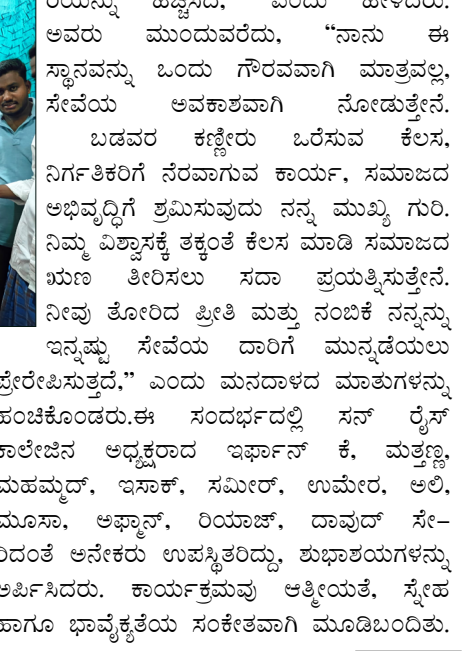 ಹೆಚ್ಚಿಸಿದೆ,” ಎಂದು ಹೇಳಿದರು.
ಅವರು ಮುಂದುವರೆದು, “ನಾನು ಈ
ಸ್ಥಾನವನ್ನು ಒಂದು ಗೌರವವಾಗಿ ಮಾತ್ರವಲ್ಲ,
ಸೇವೆಯ ಅವಕಾಶವಾಗಿ ನೋಡುತ್ತೇನೆ.
ಬಡವರ ಕಣ್ಣೀರು ಒರೆಸುವ ಕೆಲಸ,
ನಿರ್ಗತಿಕರಿಗೆ ನೆರವಾಗುವ ಕಾರ್ಯ, ಸಮಾಜದ
ಅಭಿವೃದ್ಧಿಗೆ ಶ್ರಮಿಸುವುದು ನನ್ನ ಮುಖ್ಯ ಗುರಿ.
ನಿಮ್ಮ ವಿಶ್ವಾಸಕ್ಕೆ ತಕ್ಕಂತೆ ಕೆಲಸ ಮಾಡಿ ಸಮಾಜದ
ಋಣ ತೀರಿಸಲು ಸದಾ ಪ್ರಯತ್ನಿಸುತ್ತೇನೆ.
ನೀವು ತೋರಿದ ಪ್ರೀತಿ ಮತ್ತು ನಂಬಿಕೆ ನನ್ನನ್ನು
ಇನ್ನಷ್ಟು ಸೇವೆಯ ದಾರಿಗೆ ಮುನ್ನಡೆಯಲು
ಪ್ರೇರೇಪಿಸುತ್ತದೆ,” ಎಂದು ಮನದಾಳದ ಮಾತುಗಳನ್ನು
ಹಂಚಿಕೊಂಡರು.ಈ ಸಂದರ್ಭದಲ್ಲಿ ಸನ್ ರೈಸ್
ಕಾಲೇಜಿನ ಅಧ್ಯಕ್ಷರಾದ ಇರ್ಫಾನ್ ಕೆ, ಮತ್ತಣ್ಣ,
ಮಹಮ್ಮದ್, ಇಸಾಕ್, ಸಮೀರ್, ಉಮೇರ, ಅಲಿ,
ಮೂಸಾ, ಅಫ್ಮಾನ್, ರಿಯಾಜ್, ದಾವುದ್ ಸೇ–
ರಿದಂತೆ ಅನೇಕರು ಉಪಸ್ಥಿತರಿದ್ದು, ಶುಭಾಶಯಗಳನ್ನು
ಅರ್ಪಿಸಿದರು. ಕಾರ್ಯಕ್ರಮವು ಆತ್ಮೀಯತೆ, ಸ್ನೇಹ
ಹಾಗೂ ಭಾವೈಕ್ಯತೆಯ ಸಂಕೇತವಾಗಿ ಮೂಡಿಬಂದಿತು.